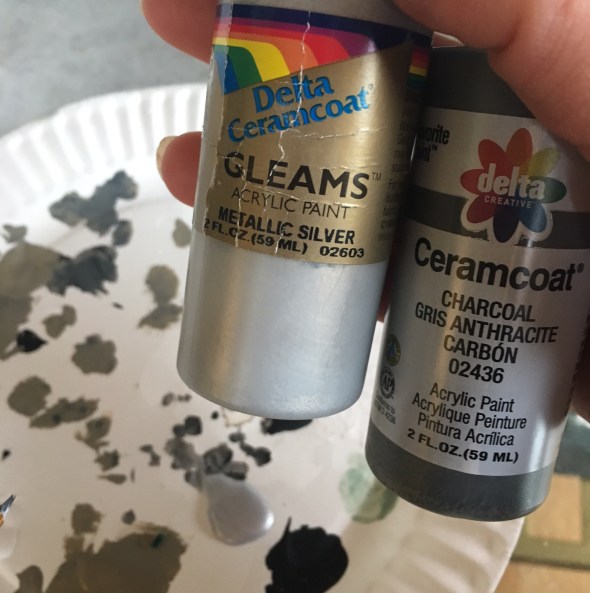 Delta
Ceramcoat®
GLEAMS™
ACRYLIC PAINT
METALLIC SILVER
2 FL.OZ.(59 ML) 02603
delta
CREATIVE
Ceramcoat®
CHARCOAL
GRIS ANTHRACITE
CARBÓN
02436
Acrylic Paint
Acrylique Peinture
Pintura Acrílica
2 FL.OZ.(59 ML)